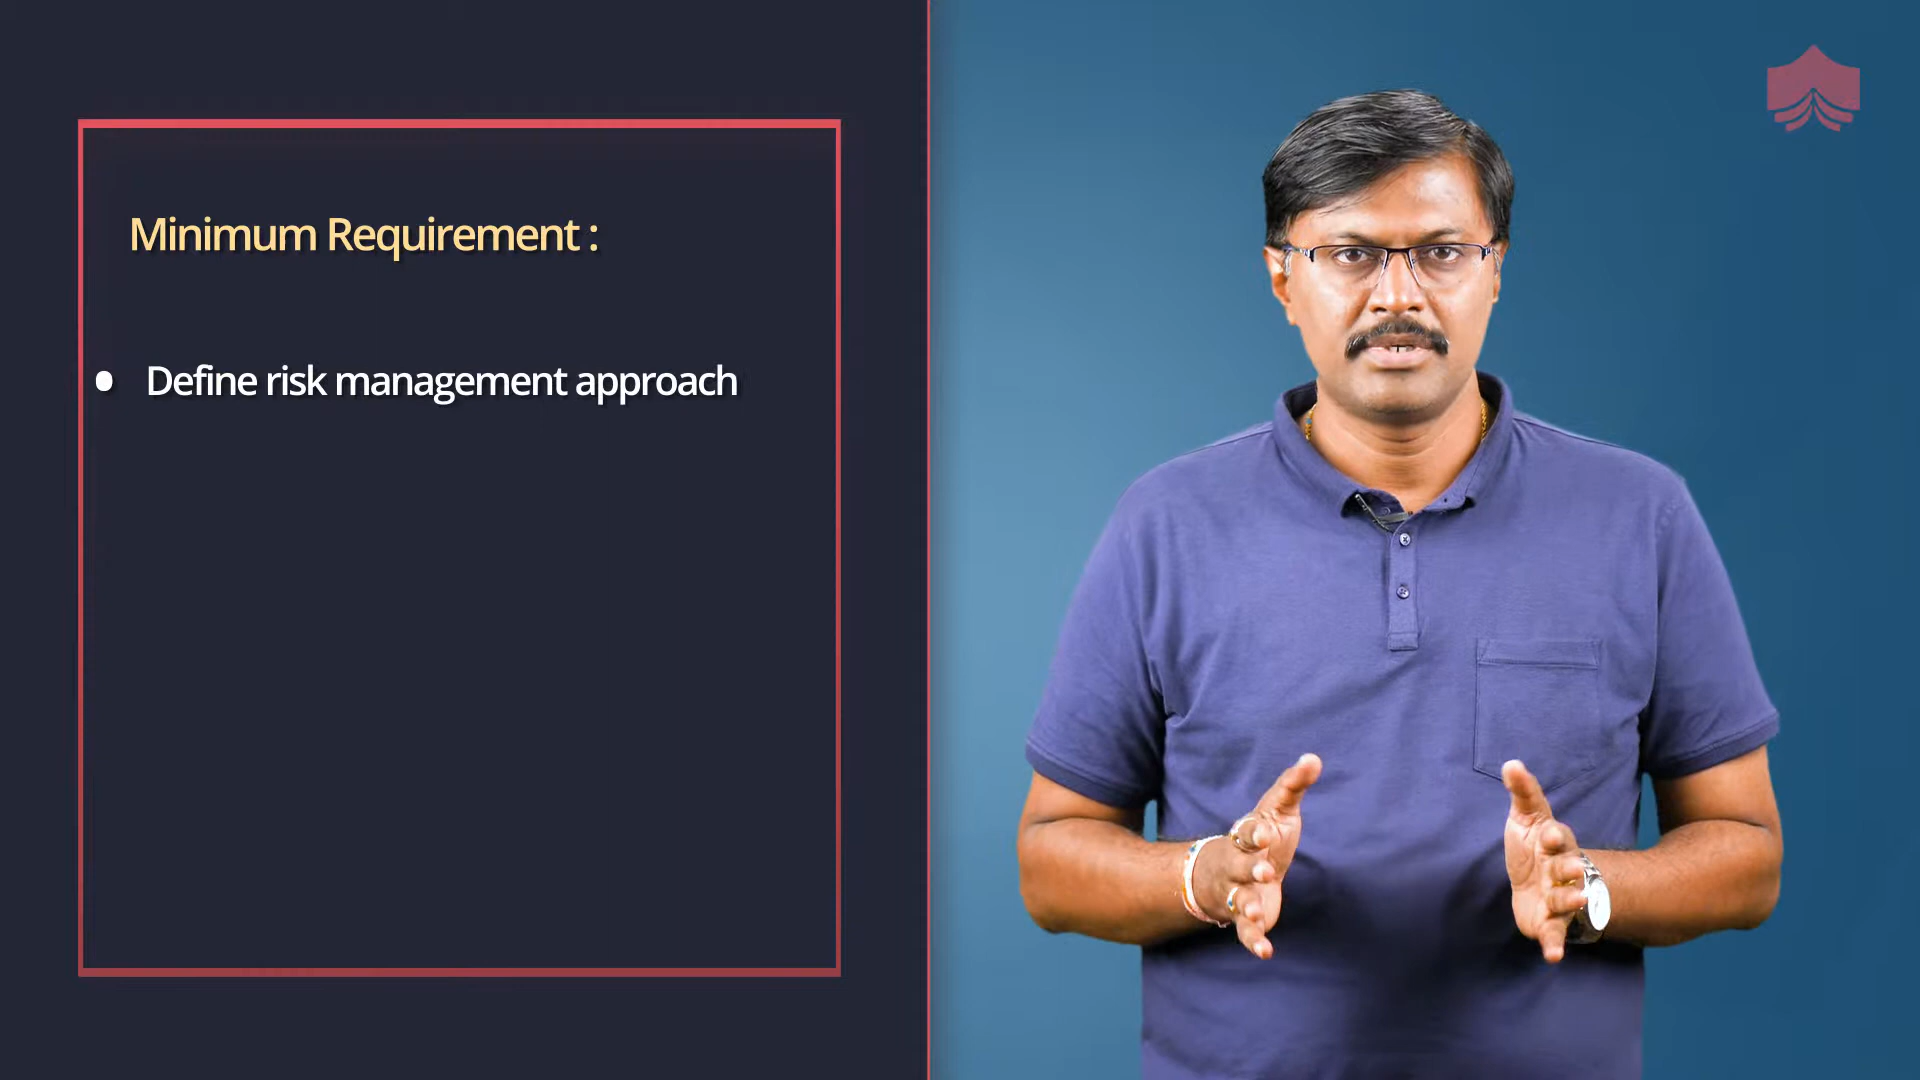 Minimum Requirement :
• Define risk management approach